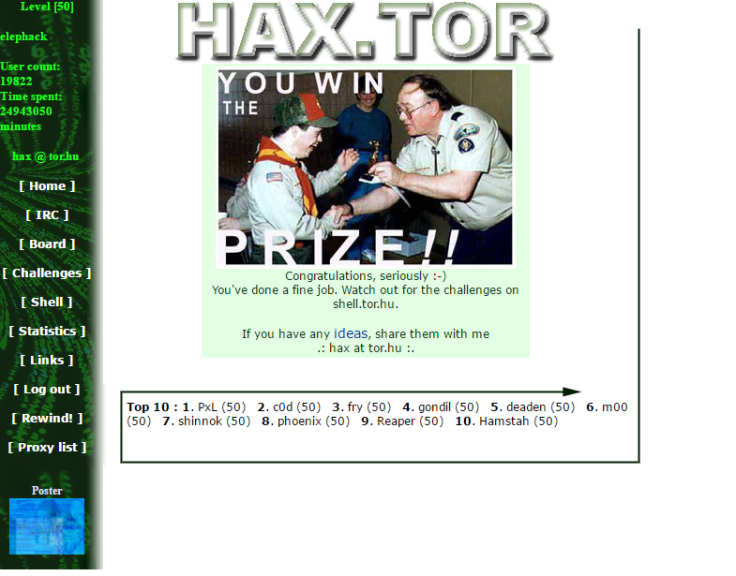 Level [50]
elephack
User count:
19822
Time spent:
24943050
minutes
hax @ tor.hu
[ Home ]
[ IRC ]
[ Board ]
[ Challenges ]
[ Shell ]
[ Statistics ]
[ Links ]
[ Log out ]
[ Rewind! ]
[ Proxy list ]
Poster
HAX.TOR
YOU WIN
THE
PRIZE!!
Congratulations, seriously :-)
You've done a fine job. Watch out for the challenges on
shell.tor.hu.
If you have any ideas, share them with me
.: hax at tor.hu :.
Top 10 : 1. PxL (50) 2. c0d (50) 3. fry (50) 4. gondil (50) 5. deaden (50) 6. m00
(50) 7. shinnok (50) 8. phoenix (50) 9. Reaper (50) 10. Hamstah (50)